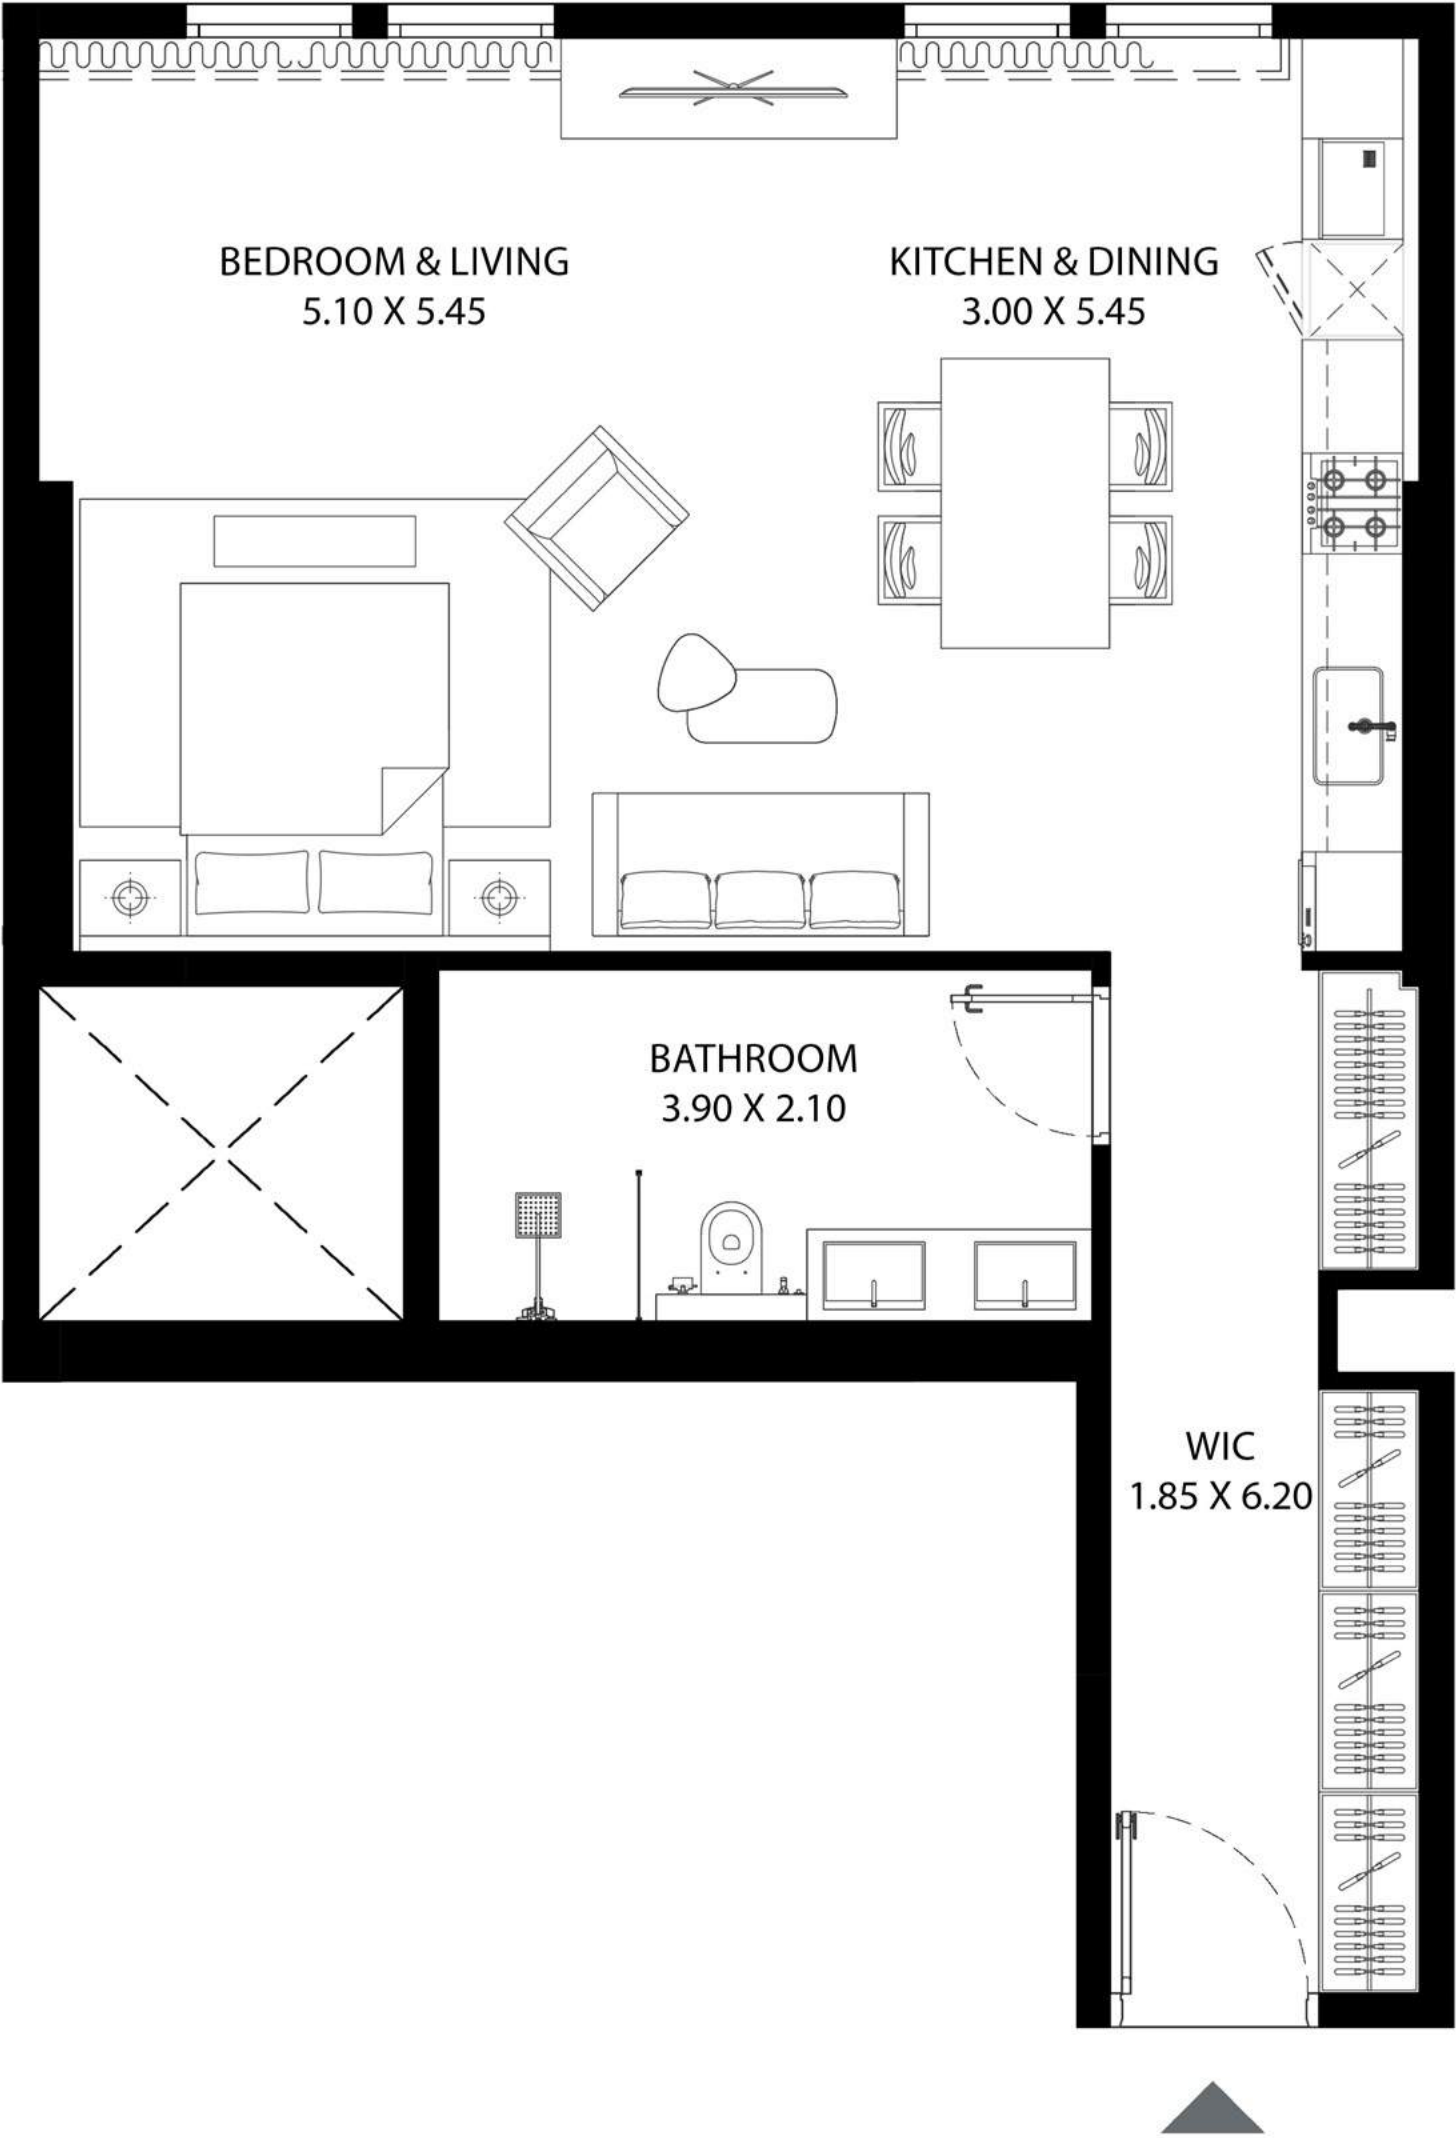 BEDROOM & LIVING
5.10 X 5.45
KITCHEN & DINING
3.00 X 5.45
BATHROOM
3.90 X 2.10
WIC
1.85 X 6.20